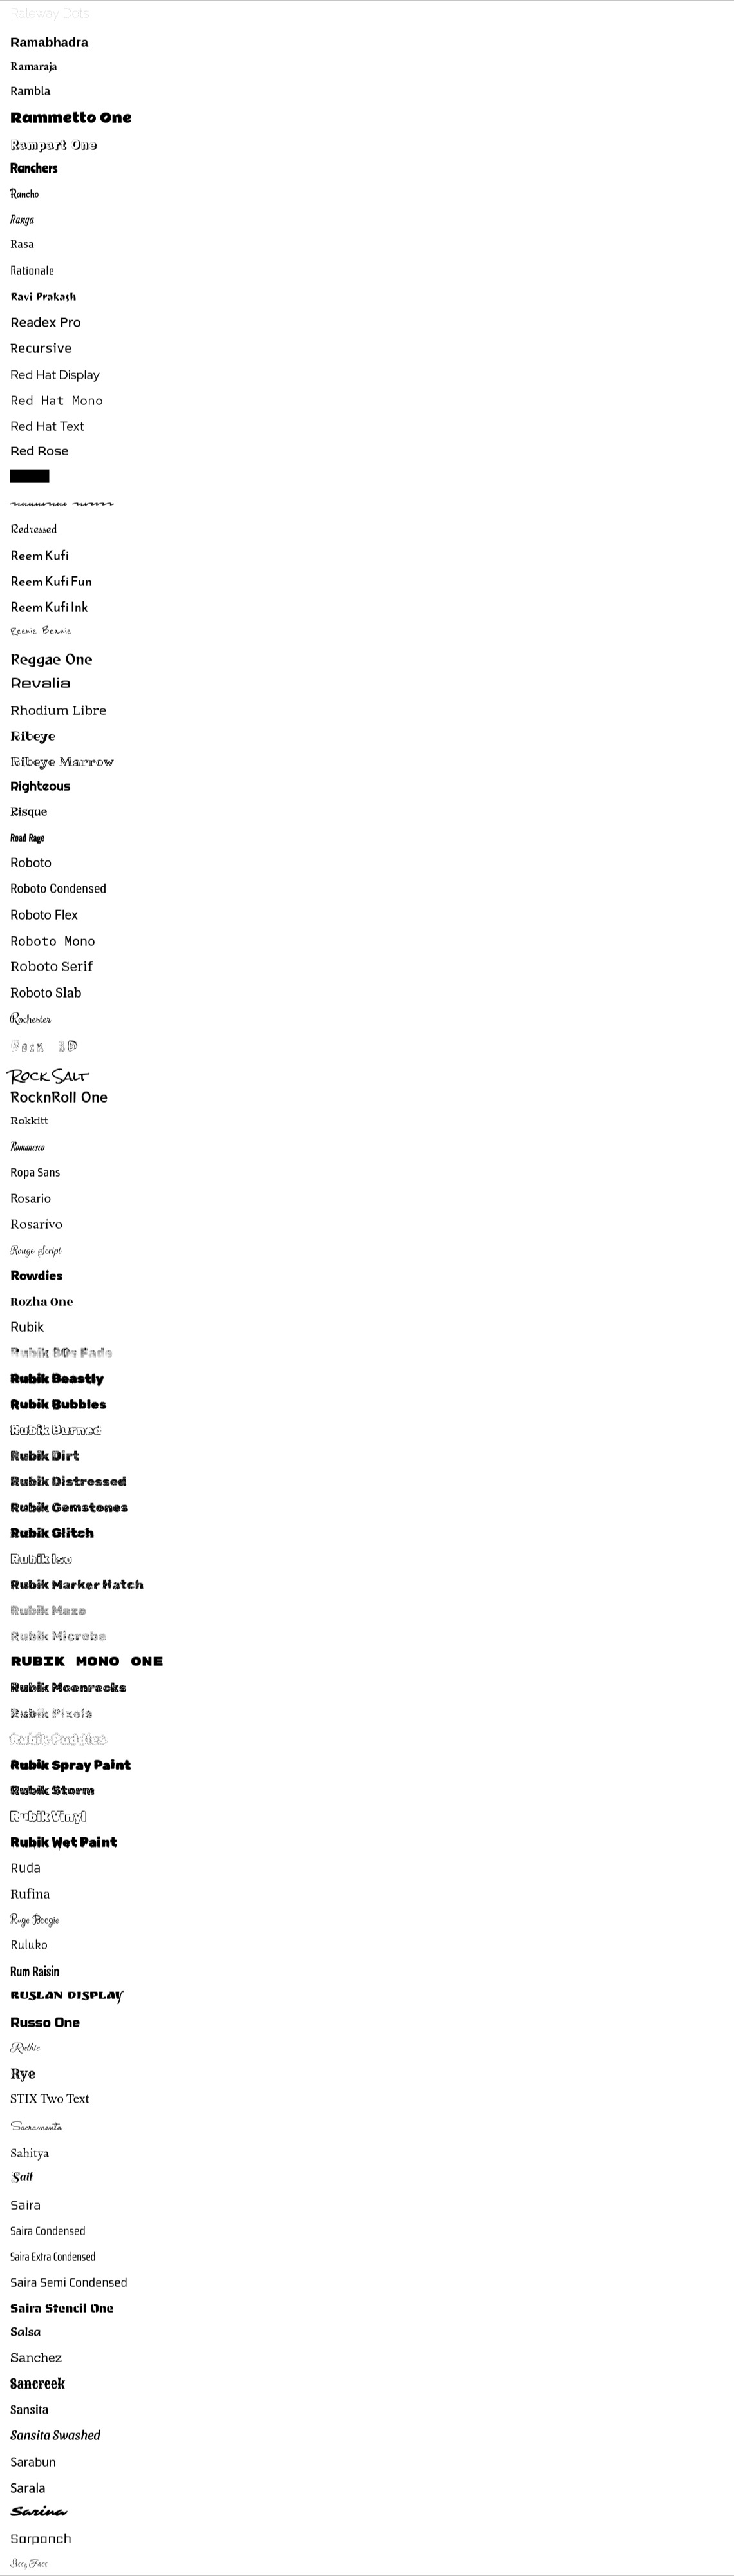 Raleway Dots
Ramabhadra
Ramaraja
Rambla
Rammetto One
Rampart One
Ranchers
Rancho
Ranga
Rasa
Rationale
Ravi Prakash
Readex Pro
Recursive
Red Hat Display
Red Hat Mono
Red Hat Text
Red Rose
Redressed
Reem Kufi
Reem Kufi Fun
Reem Kufi Ink
Reenie Beanie
Reggae One
Revalia
Rhodium Libre
Ribeye
Ribeye Marrow
Righteous
Risque
Road Rage
Roboto
Roboto Condensed
Roboto Flex
Roboto Mono
Roboto Serif
Roboto Slab
Rochester
Rock 3D
Rock Salt
RocknRoll One
Rokkitt
Romanesco
Ropa Sans
Rosario
Rosarivo
Rouge Script
Rowdies
Rozha One
Rubik
Rubik 80s Fade
Rubik Beastly
Rubik Bubbles
Rubik Burned
Rubik Dirt
Rubik Distressed
Rubik Gemstones
Rubik Glitch
Rubik Iso
Rubik Marker Hatch
Rubik Maze
Rubik Microbe
RUBIK MONO ONE
Rubik Moonrocks
Rubik Pixels
Rubik Puddles
Rubik Spray Paint
Rubik Storm
Rubik Vinyl
Rubik Wet Paint
Ruda
Rufina
Ruge Boogie
Ruluko
Rum Raisin
RUSLAN DISPLAY
Russo One
Ruthie
Rye
STIX Two Text
Sacramento
Sahitya
Sail
Saira
Saira Condensed
Saira Extra Condensed
Saira Semi Condensed
Saira Stencil One
Salsa
Sanchez
Sancreek
Sansita
Sansita Swashed
Sarabun
Sarala
Sarina
Sarpanch
Sassy Frass